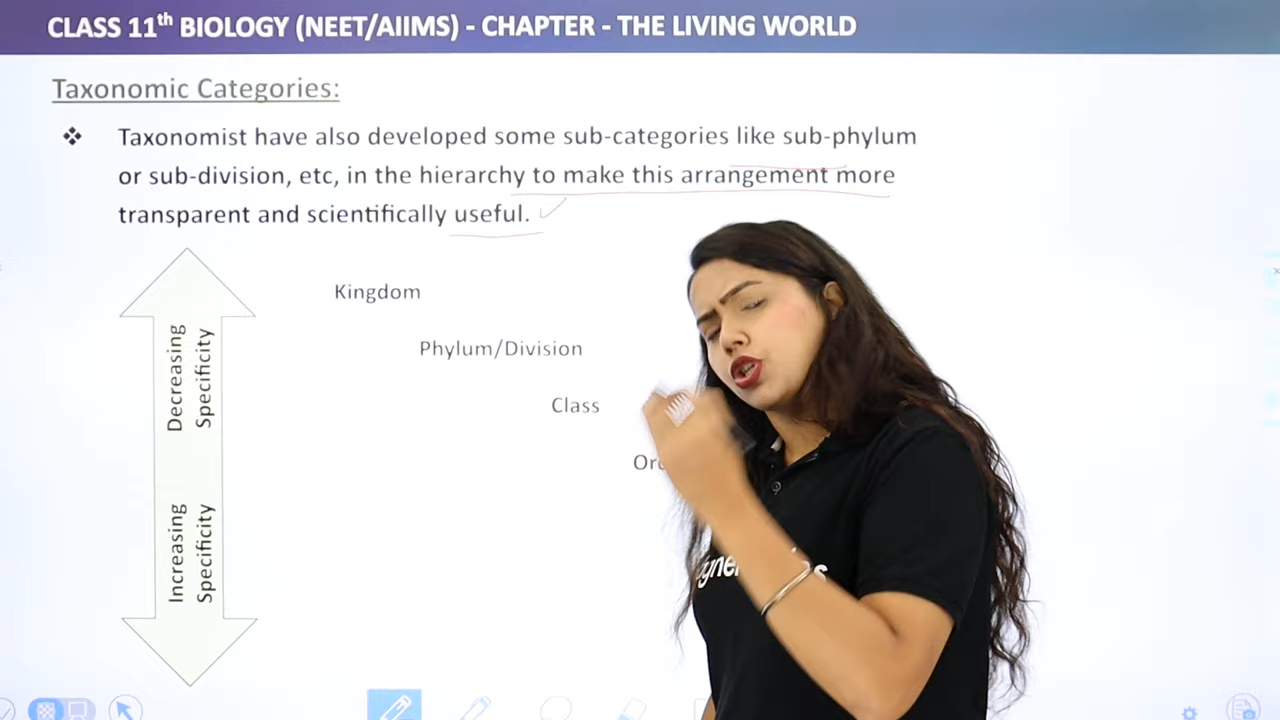 CLASS 11th BIOLOGY (NEET/AIIMS) - CHAPTER - THE LIVING WORLD
Taxonomic Categories:
❖ Taxonomist have also developed some sub-categories like sub-phylum
or sub-division, etc, in the hierarchy to make this arrangement more
transparent and scientifically useful.
Kingdom
Phylum/Division
Class
Decreasing
Specificity
Increasing
Specificity